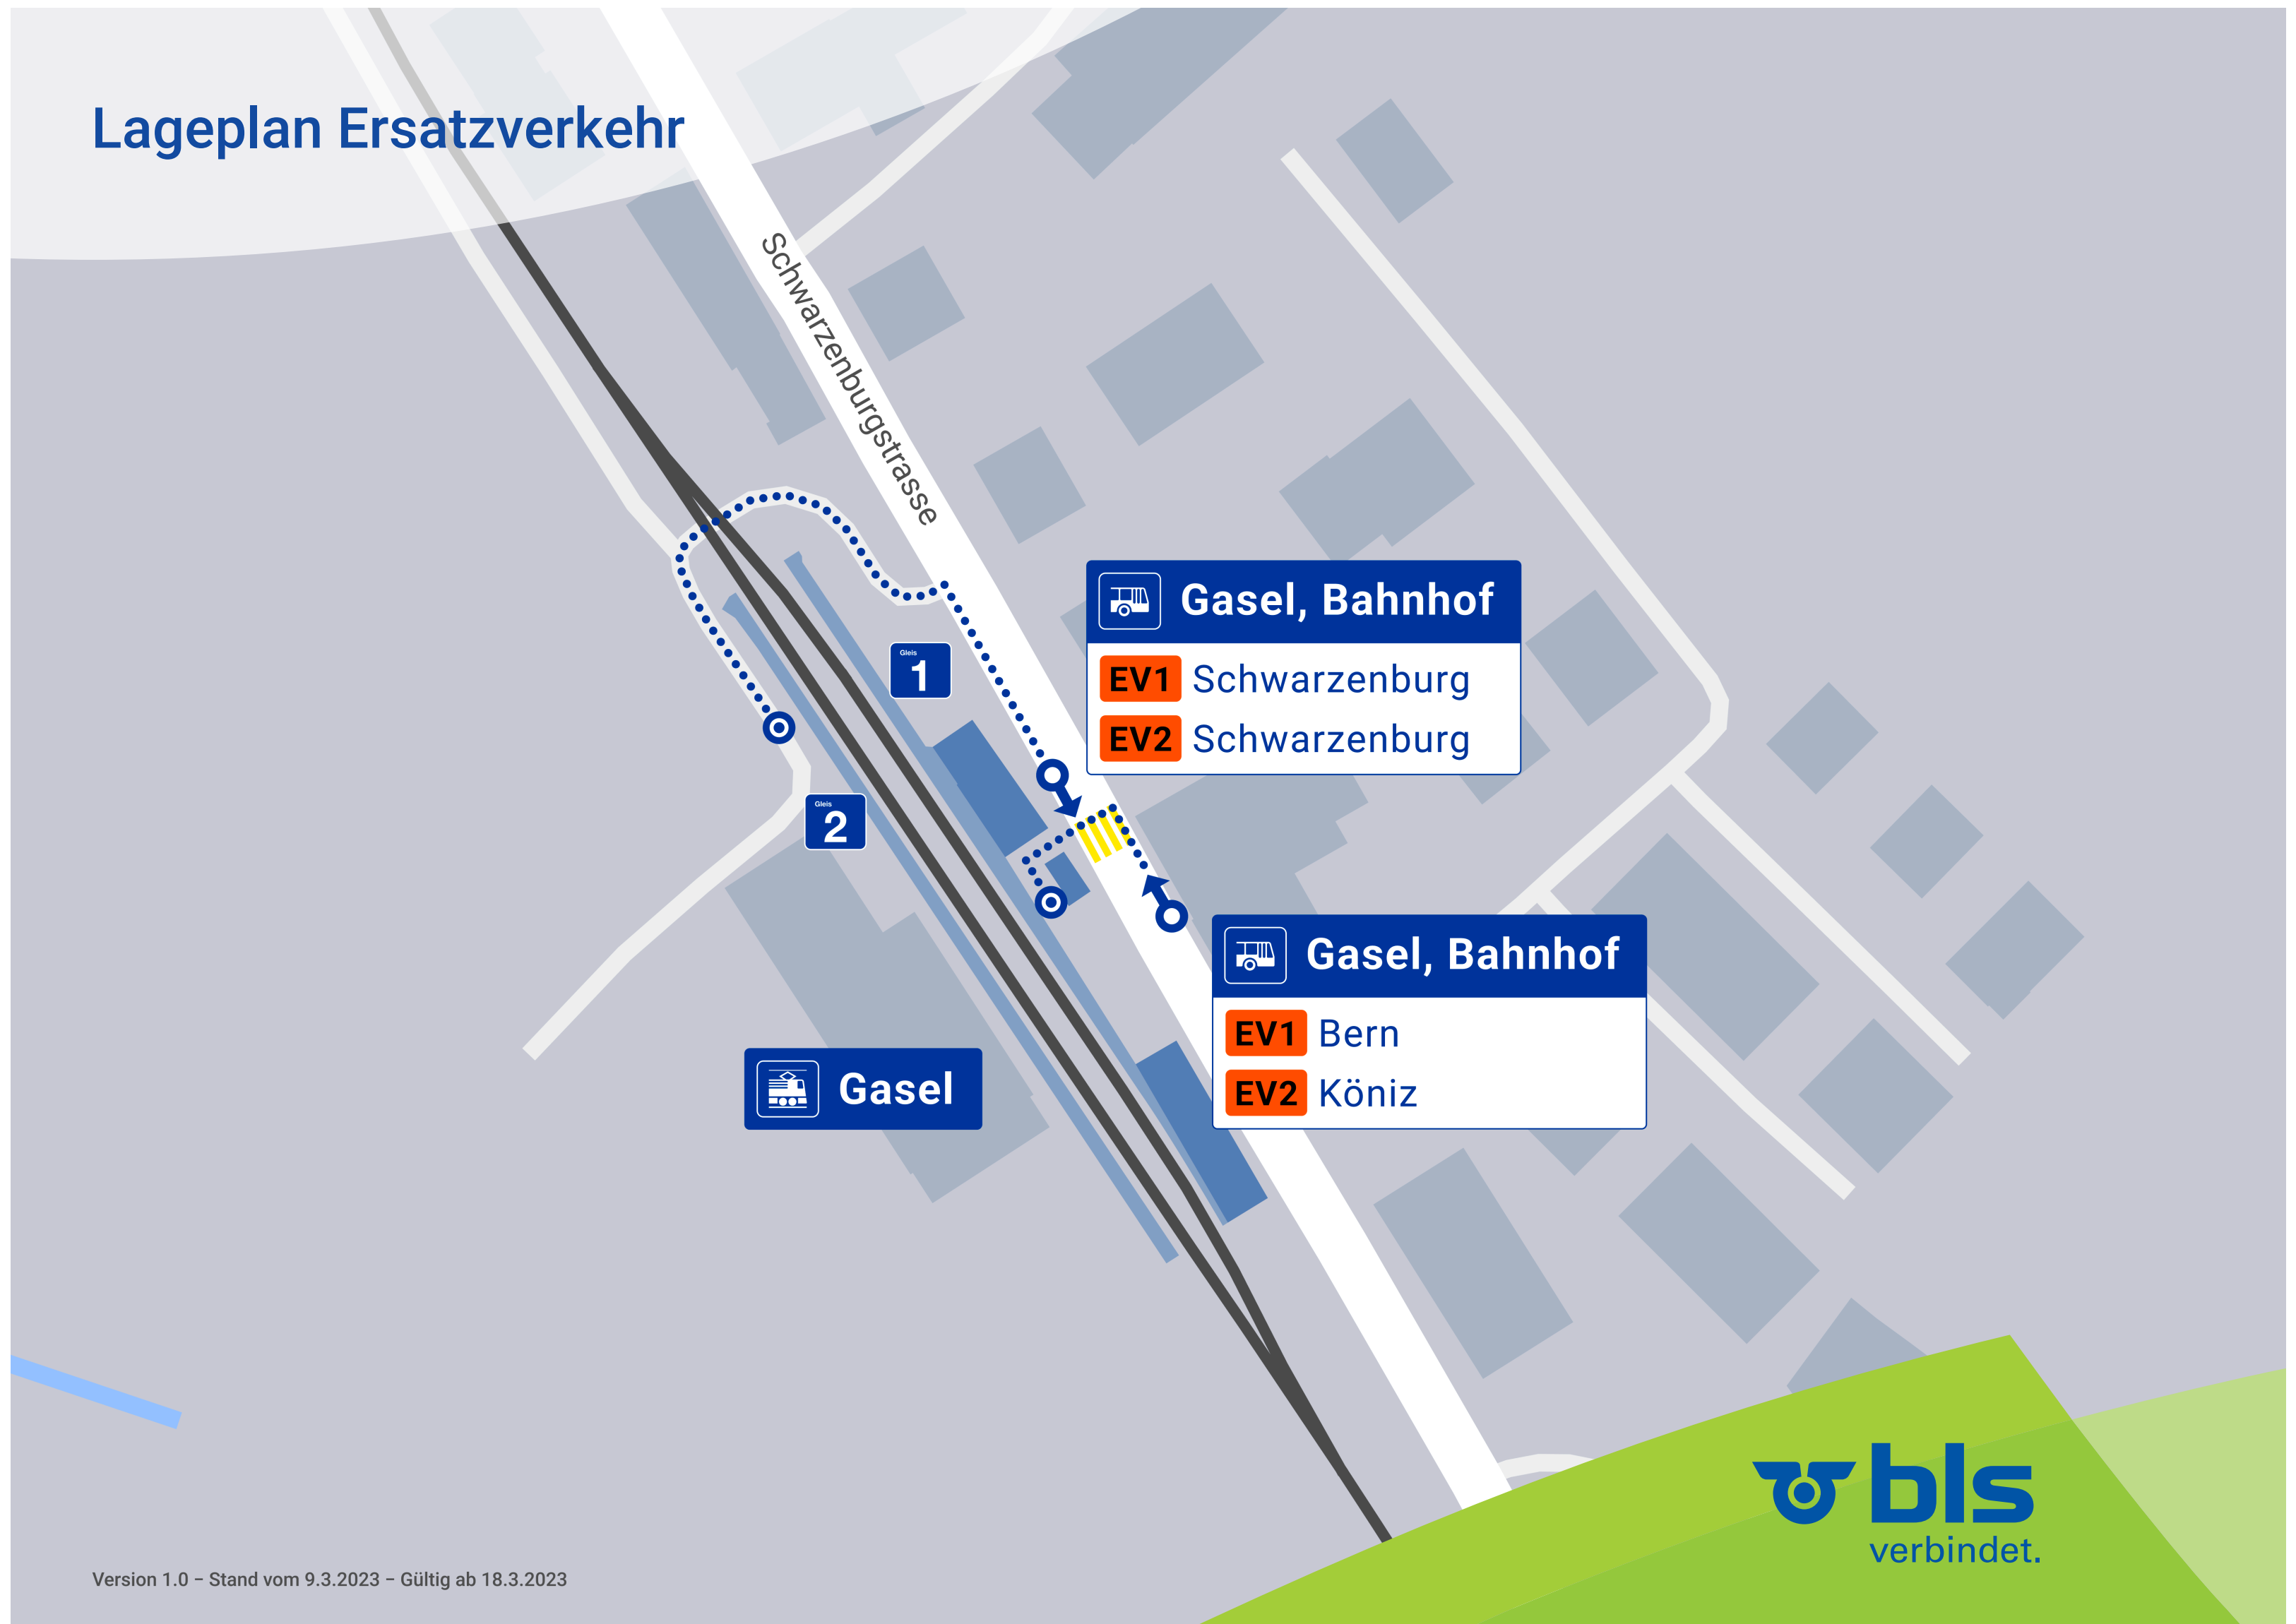 Lageplan Ersatzverkehr
Schwarzenburgstrasse
Gasel, Bahnhof
EV1 Schwarzenburg
EV2 Schwarzenburg
Gleis
1
Gleis
2
Gasel, Bahnhof
EV1 Bern
EV2 Köniz
Gasel
bls
verbindet.
Version 1.0 – Stand vom 9.3.2023 – Gültig ab 18.3.2023